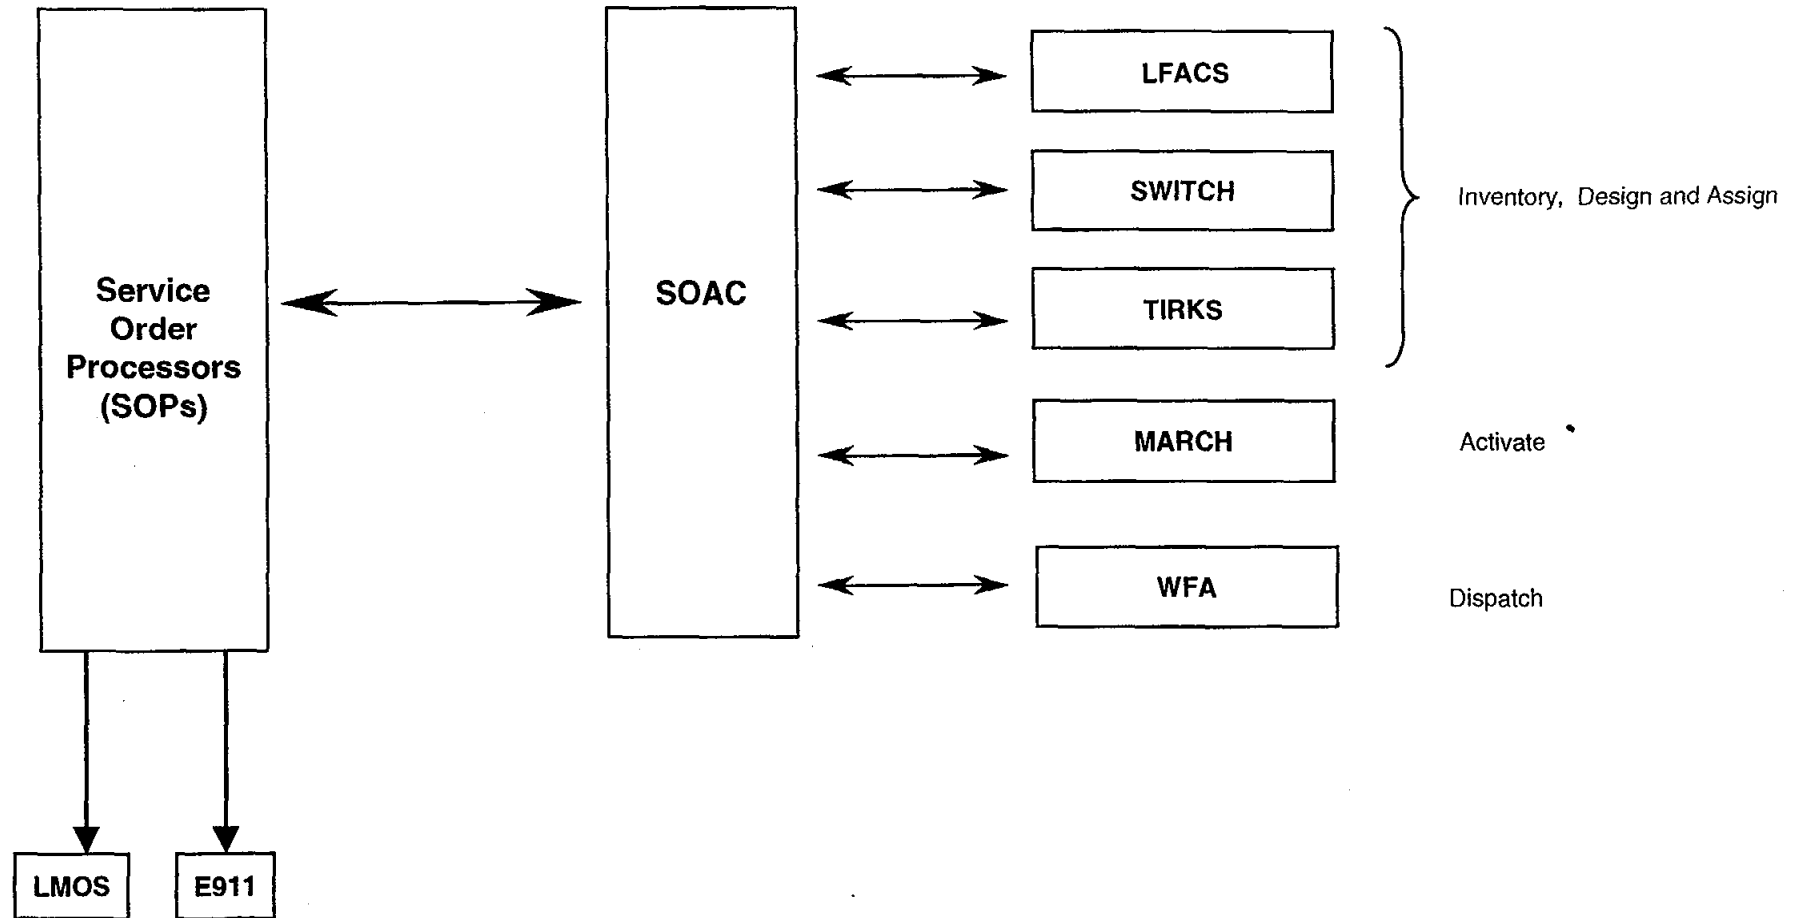 Service
Order
Processors
(SOPs)
SOAC
LFACS
SWITCH
TIRKS
MARCH
WFA
Inventory, Design and Assign
Activate
Dispatch
LMOS
E911